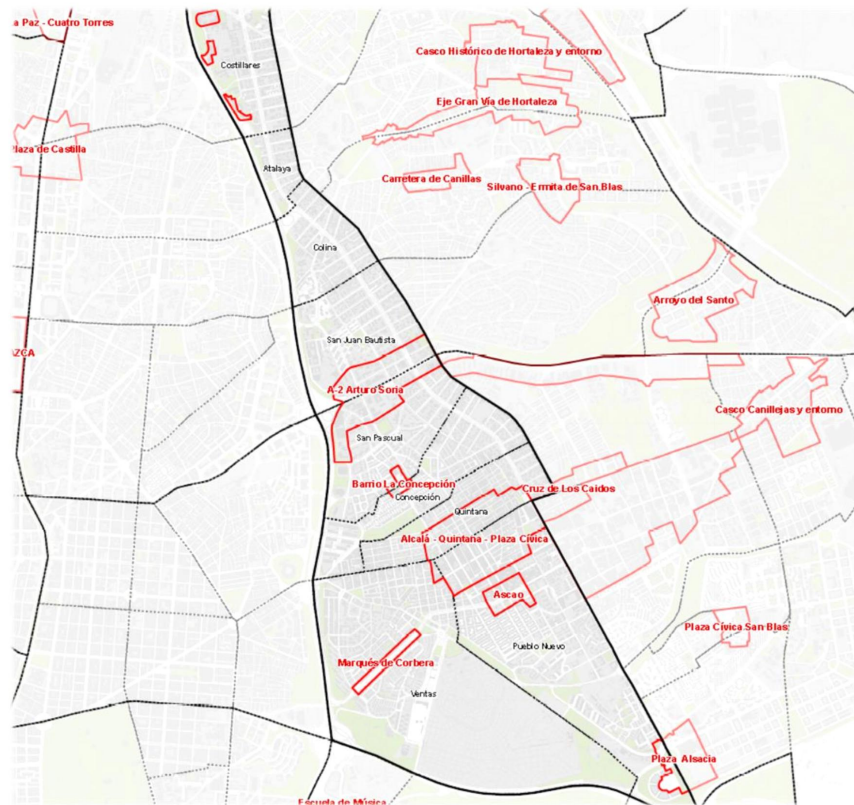 a Paz - Cuatro Torres
Costillares
Casco Histórico de Hortaleza y entorno
Eje Gran Vía de Hortaleza
Plaza de Castilla
Atalaya
Carretera de Canillas
Silvano - Ermita de San Blas
Colina
Arroyo del Santo
San Juan Bautista
AZCA
A-2 Arturo Soria
Casco Canillejas y entorno
San Pascual
Barrio La Concepción
Cruz de Los Caidos
Concepción
Quintana
Alcalá - Quintana - Plaza Cívica
Ascao
Plaza Cívica San Blas
Pueblo Nuevo
Marqués de Corbera
Ventas
Plaza Alsacia
Escuela de Música